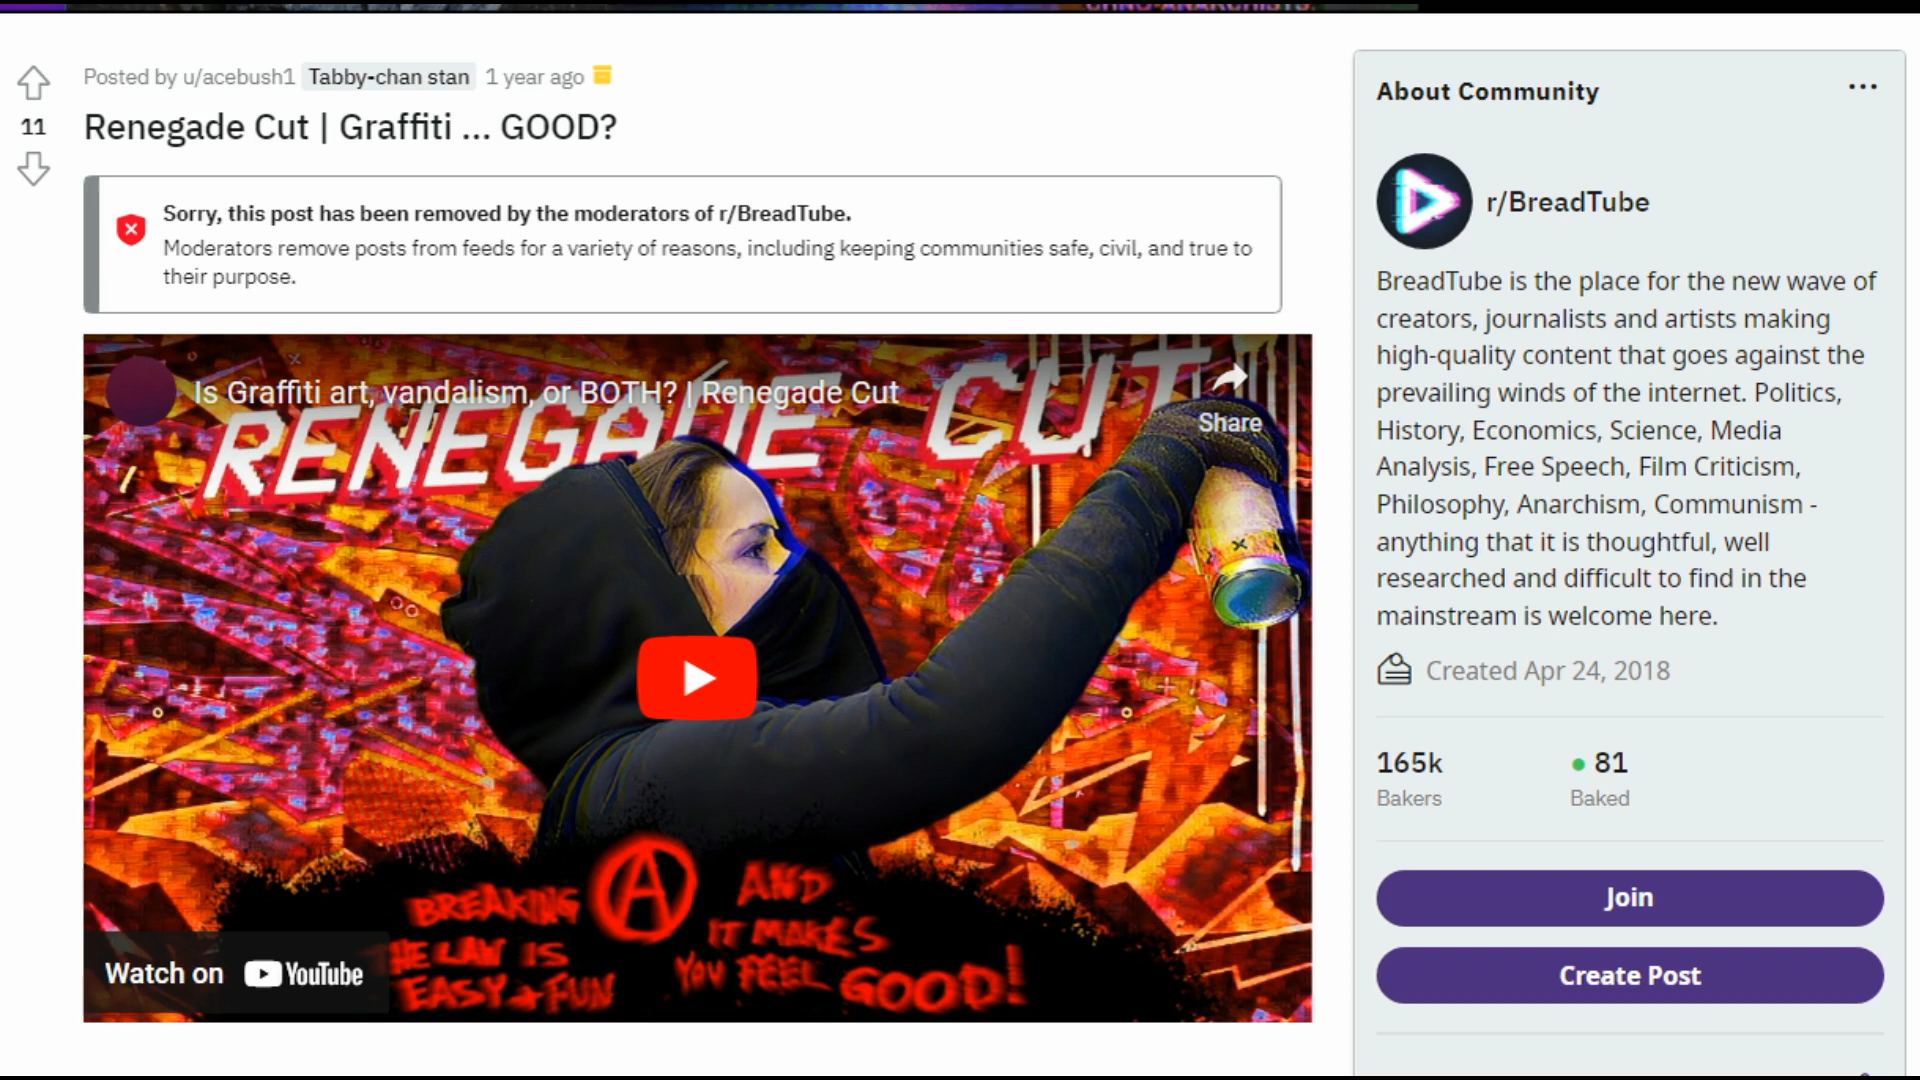 Posted by u/acebush1 Tabby-chan stan 1 year ago
11
Renegade Cut | Graffiti ... GOOD?
Sorry, this post has been removed by the moderators of r/BreadTube.
Moderators remove posts from feeds for a variety of reasons, including keeping communities safe, civil, and true to
their purpose.
Is Graffiti art, vandalism, or BOTH? | Renegade Cut
Share
RENEGADE CUT
BREAKING
HE LAW IS
EASY + FUN
A
AND
IT MAKES
YOU FEEL
GOOD!
Watch on YouTube
About Community
r/BreadTube
BreadTube is the place for the new wave of
creators, journalists and artists making
high-quality content that goes against the
prevailing winds of the internet. Politics,
History, Economics, Science, Media
Analysis, Free Speech, Film Criticism,
Philosophy, Anarchism, Communism -
anything that it is thoughtful, well
researched and difficult to find in the
mainstream is welcome here.
Created Apr 24, 2018
165k
Bakers
81
Baked
Join
Create Post